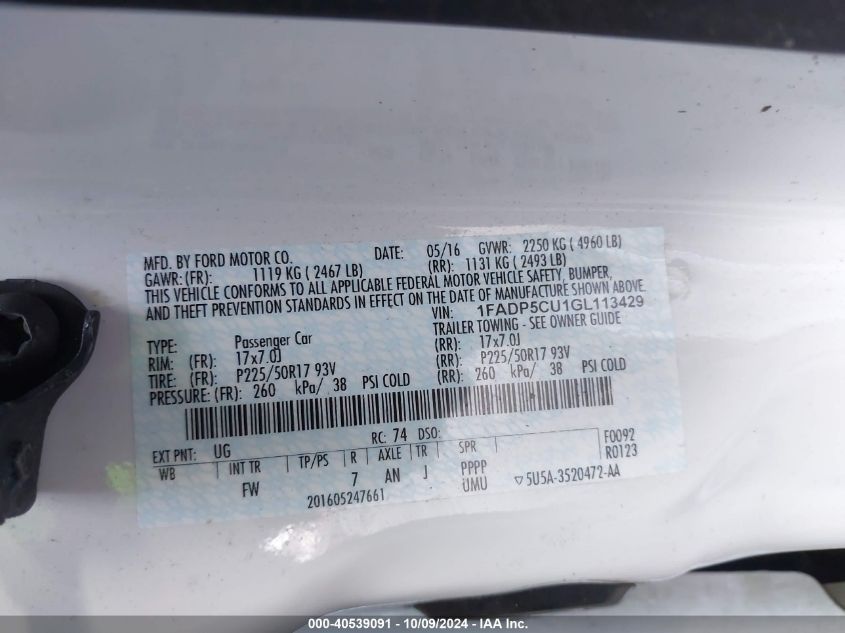 MFD. BY FORD MOTOR CO. DATE: 05/16 GVWR: 2250 KG ( 4960 LB)
GAWR: (FR): 1119 KG ( 2467 LB) (RR): 1131 KG ( 2493 LB)
THIS VEHICLE CONFORMS TO ALL APPLICABLE FEDERAL MOTOR VEHICLE SAFETY, BUMPER,
AND THEFT PREVENTION STANDARDS IN EFFECT ON THE DATE OF MANUFACTURE SHOWN ABOVE.
VIN: 1FADP5CU1GL113429
TYPE: Passenger Car TRAILER TOWING - SEE OWNER GUIDE
RIM: (FR): 17x7.0J (RR): 17x7.0J
TIRE: (FR): P225/50R17 93V (RR): P225/50R17 93V
PRESSURE: (FR): 260 kPa/ 38 PSI COLD (RR): 260 kPa/ 38 PSI COLD
EXT PNT: UG RC: 74 DSO: F0092
WB INT TR TP/PS R AXLE TR SPR R0123
FW 7 AN J PPPP
UMU ▽5U5A-3520472-AA
201605247661
000-40539091 - 10/09/2024 - IAA Inc.